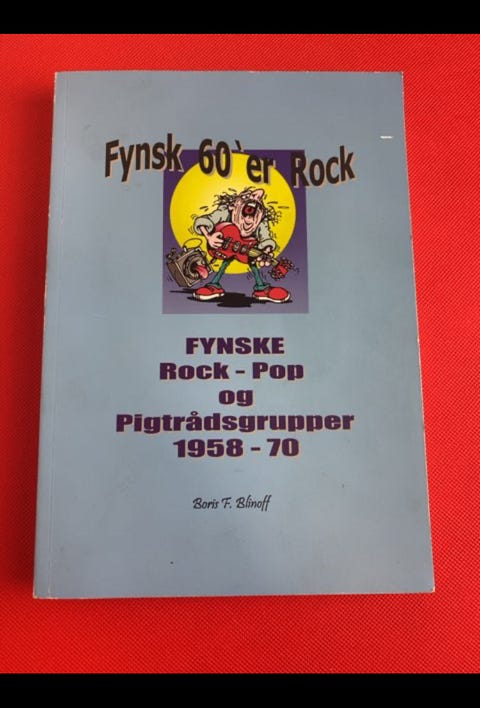 Fynsk 60`er Rock
FYNSKE
Rock - Pop
og
Pigtrådsgrupper
1958 - 70
Boris F. Blinoff